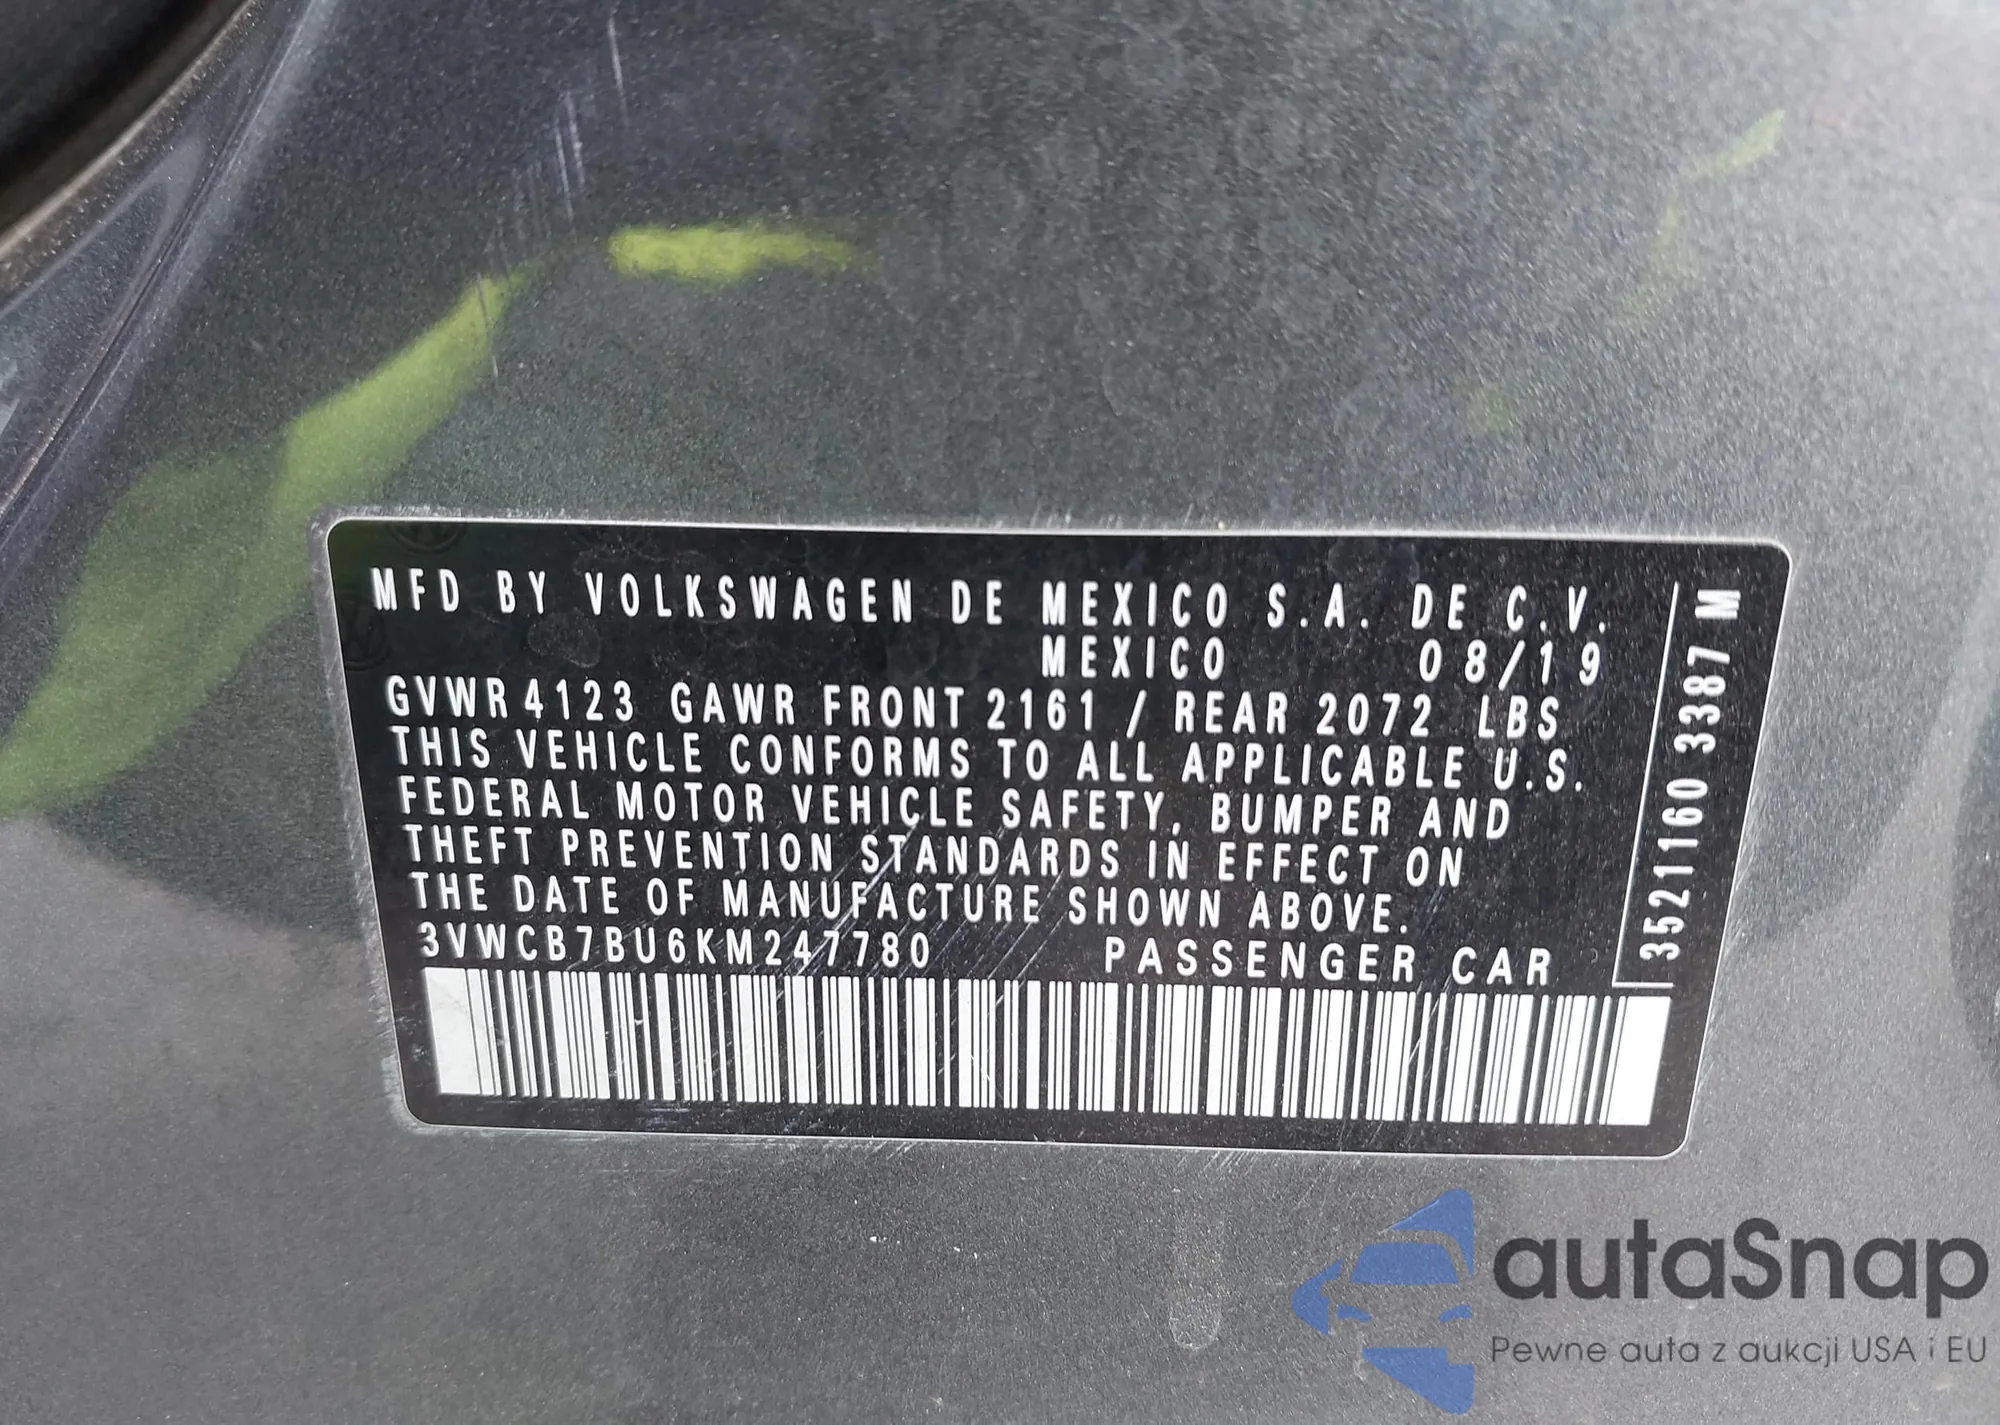 MFD BY VOLKSWAGEN DE MEXICO S.A. DE C.V.
MEXICO 08/19
GVWR 4123 GAWR FRONT 2161 / REAR 2072 LBS
THIS VEHICLE CONFORMS TO ALL APPLICABLE U.S.
FEDERAL MOTOR VEHICLE SAFETY, BUMPER AND
THEFT PREVENTION STANDARDS IN EFFECT ON
THE DATE OF MANUFACTURE SHOWN ABOVE.
3VWCB7BU6KM247780 PASSENGER CAR
3521160 3387 M
autaSnap
Pewne auta z aukcji USA i EU